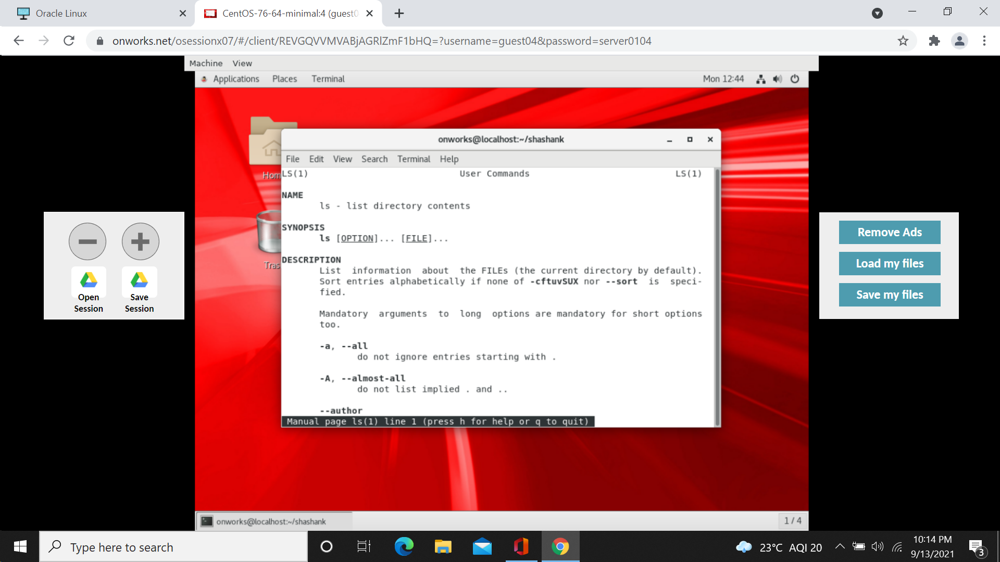 Oracle Linux
CentOS-76-64-minimal:4 (guest0
onworks.net/osessionx07/#/client/REVGQVVMVABjAGRlZmF1bHQ=?username=guest04&password=server0104
Machine View
Applications Places Terminal Mon 12:44
Home
Tras
onworks@localhost:~/shashank
File Edit View Search Terminal Help
LS(1) User Commands LS(1)
NAME
ls - list directory contents
SYNOPSIS
ls [OPTION]... [FILE]...
DESCRIPTION
List information about the FILEs (the current directory by default).
Sort entries alphabetically if none of -cftuvSUX nor --sort is speci-
fied.
Mandatory arguments to long options are mandatory for short options
too.
-a, --all
do not ignore entries starting with .
-A, --almost-all
do not list implied . and ..
--author
Manual page ls(1) line 1 (press h for help or q to quit)
Open
Session
Save
Session
Remove Ads
Load my files
Save my files
onworks@localhost:~/shashank
1 / 4
Type here to search
23°C AQI 20
10:14 PM
9/13/2021
3